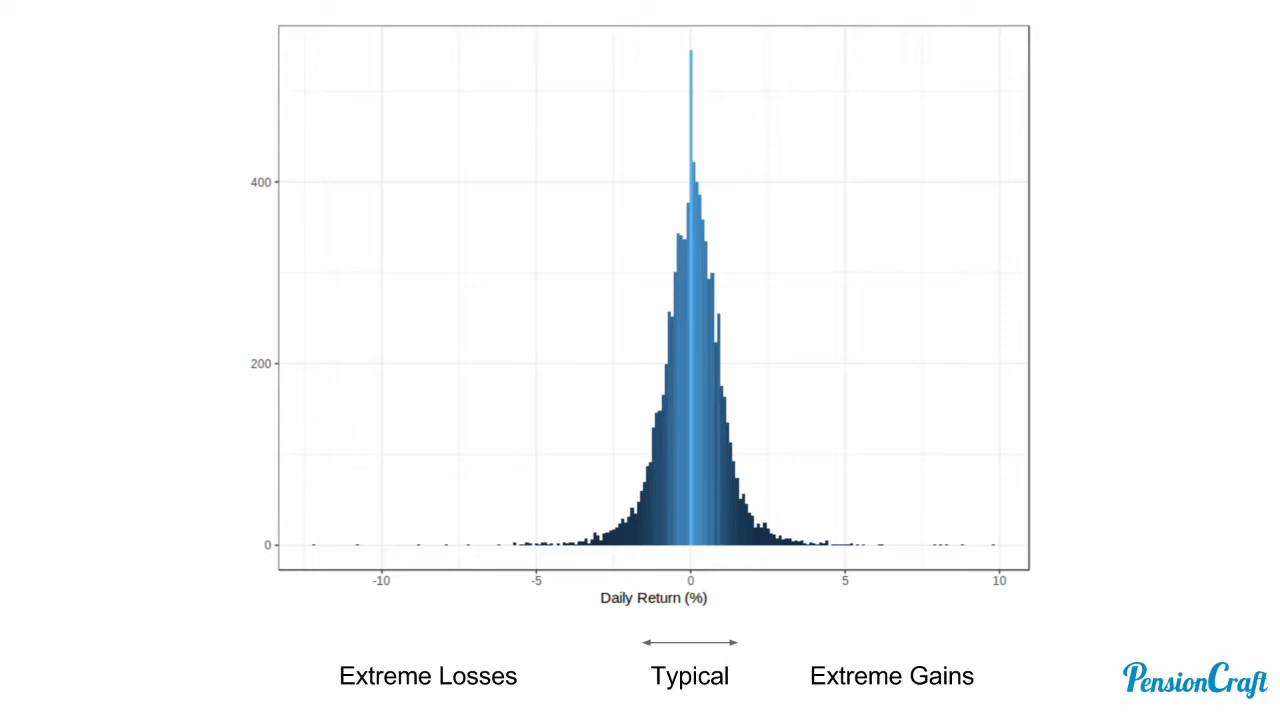 400
200
0
-10 -5 0 5 10
Daily Return (%)
Extreme Losses Typical Extreme Gains
PensionCraft